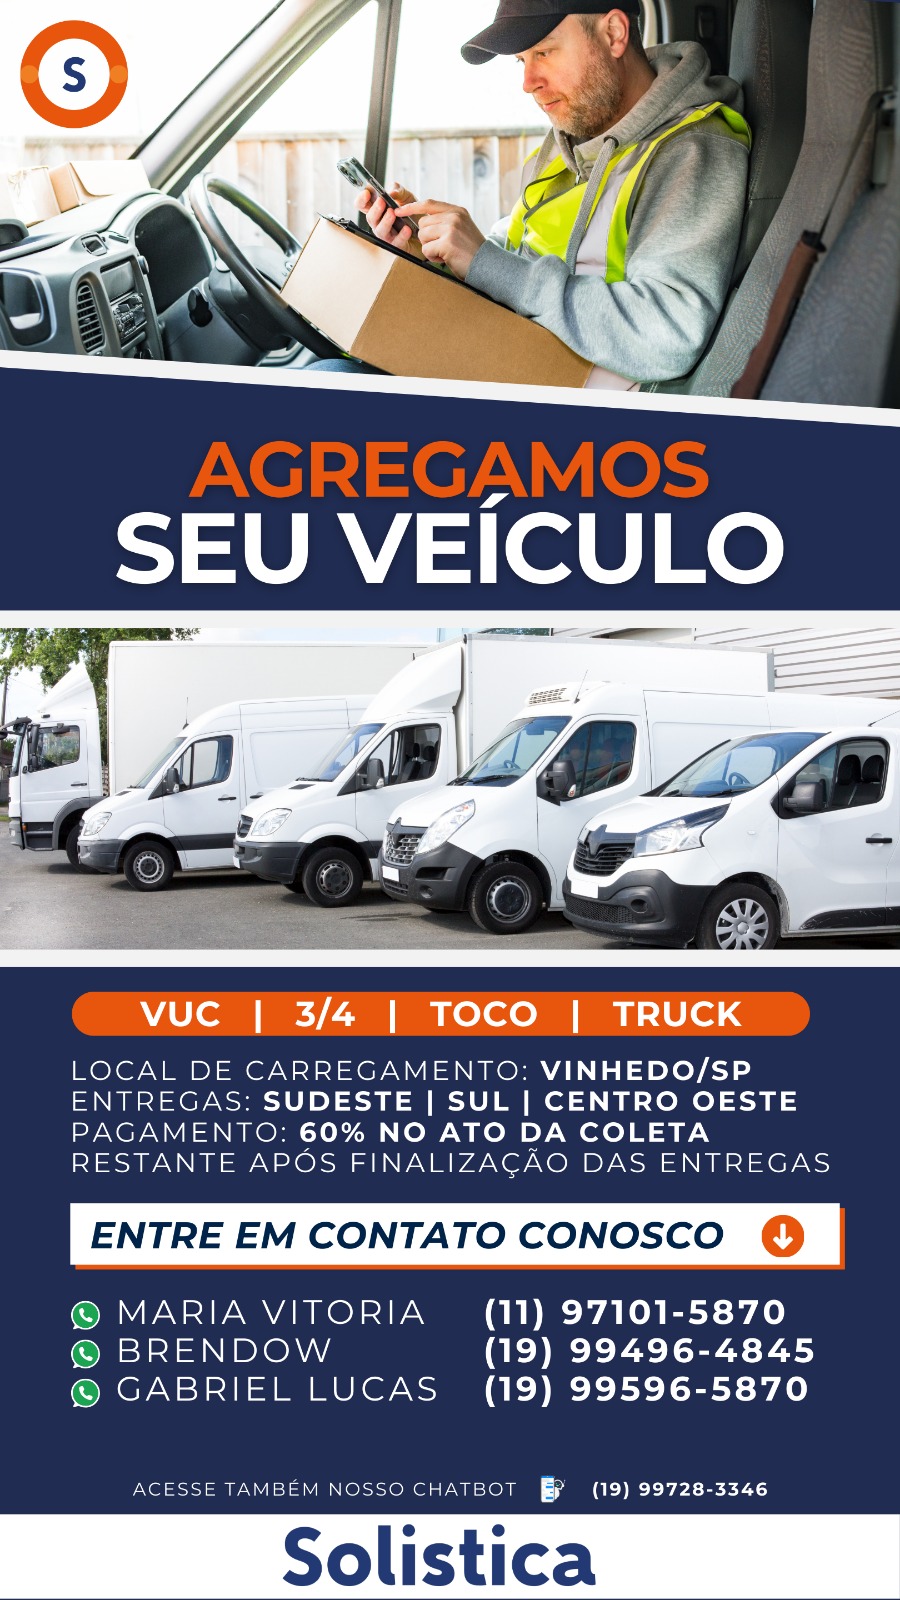 S
AGREGAMOS
SEU VEÍCULO
VUC | 3/4 | TOCO | TRUCK
LOCAL DE CARREGAMENTO: VINHEDO/SP
ENTREGAS: SUDESTE | SUL | CENTRO OESTE
PAGAMENTO: 60% NO ATO DA COLETA
RESTANTE APÓS FINALIZAÇÃO DAS ENTREGAS
ENTRE EM CONTATO CONOSCO
MARIA VITORIA (11) 97101-5870
BRENDOW (19) 99496-4845
GABRIEL LUCAS (19) 99596-5870
ACESSE TAMBÉM NOSSO CHATBOT (19) 99728-3346
Solistica